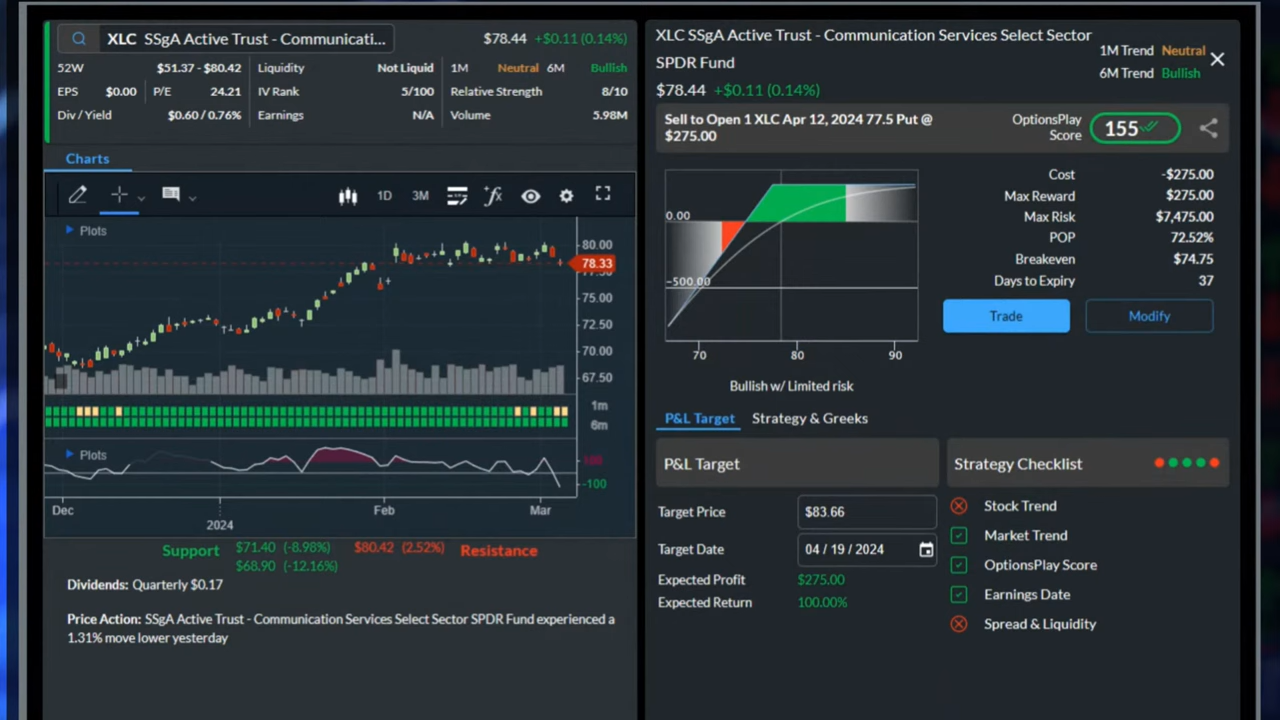 XLC SSgA Active Trust - Communicati... $78.44 +$0.11 (0.14%)
52W $51.37 - $80.42 Liquidity Not Liquid 1M Neutral 6M Bullish
EPS $0.00 P/E 24.21 IV Rank 5/100 Relative Strength 8/10
Div / Yield $0.60 / 0.76% Earnings N/A Volume 5.98M
Charts
1D 3M
Plots
80.00
78.33
77.50
75.00
72.50
70.00
67.50
1m
6m
Plots
100
-100
Dec Feb Mar
2024
Support $71.40 (-8.98%) $80.42 (2.52%) Resistance
$68.90 (-12.16%)
Dividends: Quarterly $0.17
Price Action: SSgA Active Trust - Communication Services Select Sector SPDR Fund experienced a
1.31% move lower yesterday
XLC SSgA Active Trust - Communication Services Select Sector
SPDR Fund
1M Trend Neutral
6M Trend Bullish
$78.44 +$0.11 (0.14%)
Sell to Open 1 XLC Apr 12, 2024 77.5 Put @
$275.00
OptionsPlay
Score
155
0.00
-500.00
70 80 90
Bullish w/ Limited risk
Cost -$275.00
Max Reward $275.00
Max Risk $7,475.00
POP 72.52%
Breakeven $74.75
Days to Expiry 37
Trade Modify
P&L Target Strategy & Greeks
P&L Target
Target Price $83.66
Target Date 04 / 19 / 2024
Expected Profit $275.00
Expected Return 100.00%
Strategy Checklist
Stock Trend
Market Trend
OptionsPlay Score
Earnings Date
Spread & Liquidity